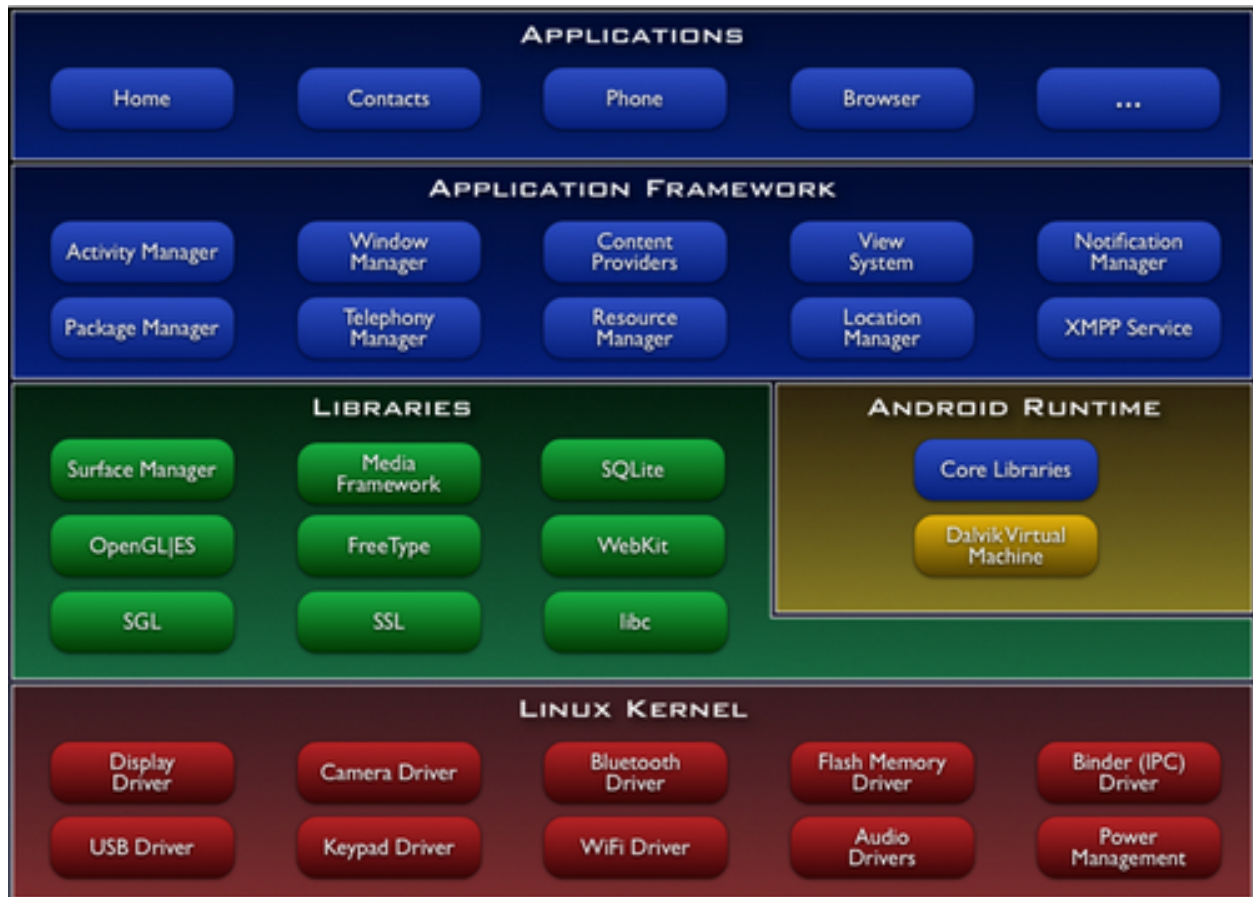 APPLICATIONS
Home
Contacts
Phone
Browser
...
APPLICATION FRAMEWORK
Activity Manager
Window
Manager
Content
Providers
View
System
Notification
Manager
Package Manager
Telephony
Manager
Resource
Manager
Location
Manager
XMPP Service
LIBRARIES
Surface Manager
Media
Framework
SQLite
OpenGL|ES
FreeType
WebKit
SGL
SSL
libc
ANDROID RUNTIME
Core Libraries
Dalvik Virtual
Machine
LINUX KERNEL
Display
Driver
Camera Driver
Bluetooth
Driver
Flash Memory
Driver
Binder (IPC)
Driver
USB Driver
Keypad Driver
WiFi Driver
Audio
Drivers
Power
Management